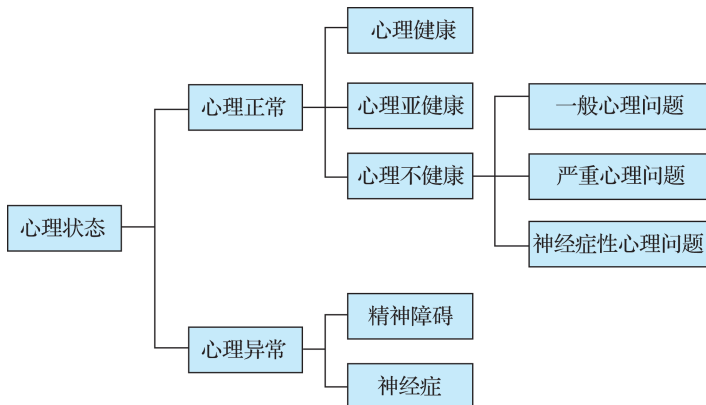 心理状态
心理正常
心理健康
心理亚健康
心理不健康
一般心理问题
严重心理问题
神经症性心理问题
心理异常
精神障碍
神经症